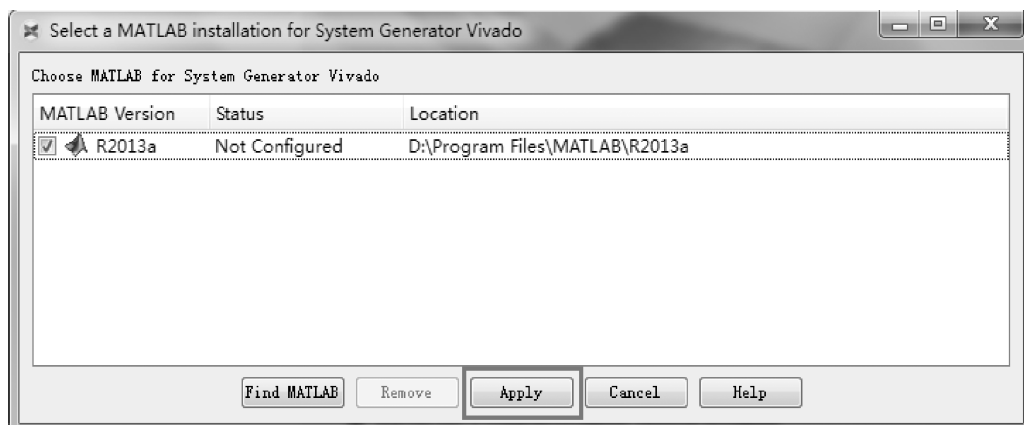 Select a MATLAB installation for System Generator Vivado
Choose MATLAB for System Generator Vivado
MATLAB Version Status Location
R2013a Not Configured D:\Program Files\MATLAB\R2013a
Find MATLAB Remove Apply Cancel Help